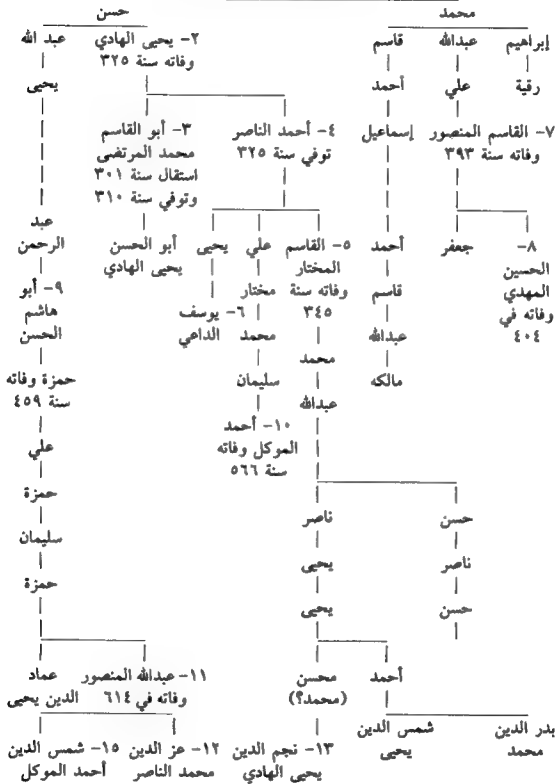 حسن
محمد
عبد الله
٢- يحيى الهادي
وفاته سنة ٣٢٥
قاسم
عبدالله
إبراهيم
يحيى
أحمد
علي
رقية
٣- أبو القاسم
محمد المرتضى
استقال سنة ٣٠١
وتوفي سنة ٣١٠
٤- أحمد الناصر
توفي سنة ٣٢٥
إسماعيل
٧- القاسم المنصور
وفاته سنة ٣٩٣
عبد
الرحمن
أبو الحسن
يحيى الهادي
يحيى
علي
٥- القاسم
المختار
وفاته سنة
٣٤٥
أحمد
جعفر
٨-
الحسين
المهدي
وفاته في
٤٠٤
٩- أبو
هاشم
الحسن
٦- يوسف
الداعي
مختار
قاسم
محمد
محمد
عبدالله
حمزة وفاته
سنة ٤٥٩
سليمان
عبدالله
مالكه
١٠- أحمد
الموكل وفاته
سنة ٥٦٦
علي
حمزة
ناصر
حسن
سليمان
يحيى
ناصر
حمزة
يحيى
حسن
عماد
الدين يحيى
١١- عبدالله المنصور
وفاته في ٦١٤
محسن
(محمد؟)
أحمد
١٥- شمس الدين
أحمد الموكل
١٢- عز الدين
محمد الناصر
١٣- نجم الدين
يحيى الهادي
شمس الدين
يحيى
بدر الدين
محمد